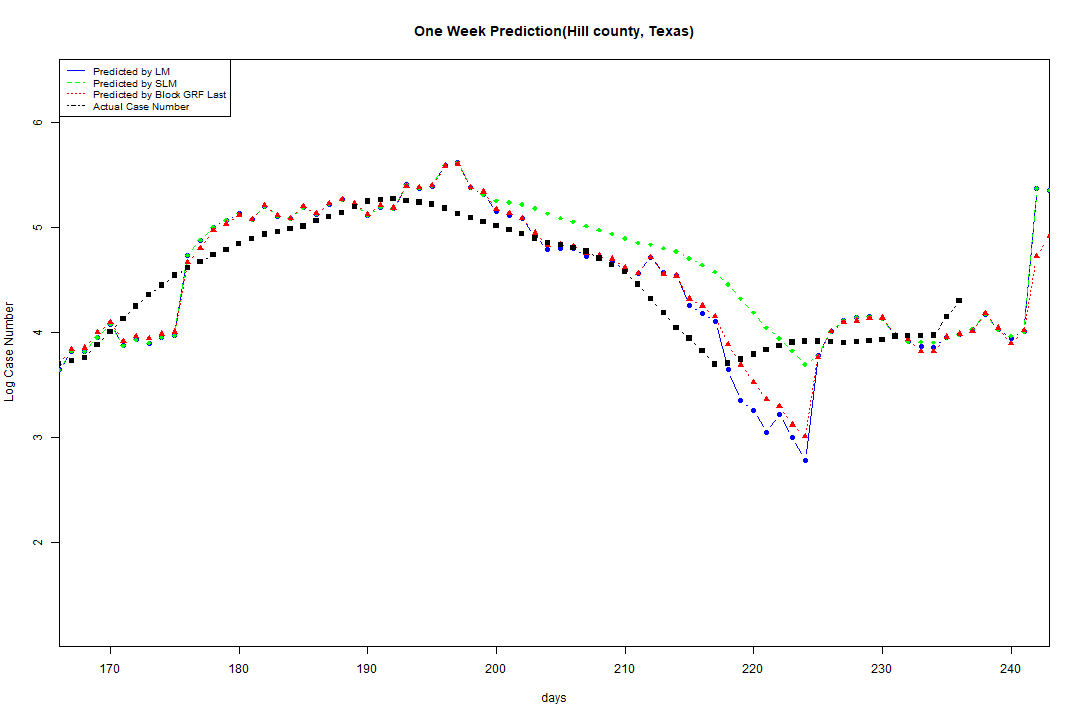 One Week Prediction(Hill county, Texas)
Predicted by LM
Predicted by SLM
Predicted by Block GRF Last
Actual Case Number
6
5
4
3
2
Log Case Number
170 180 190 200 210 220 230 240
days